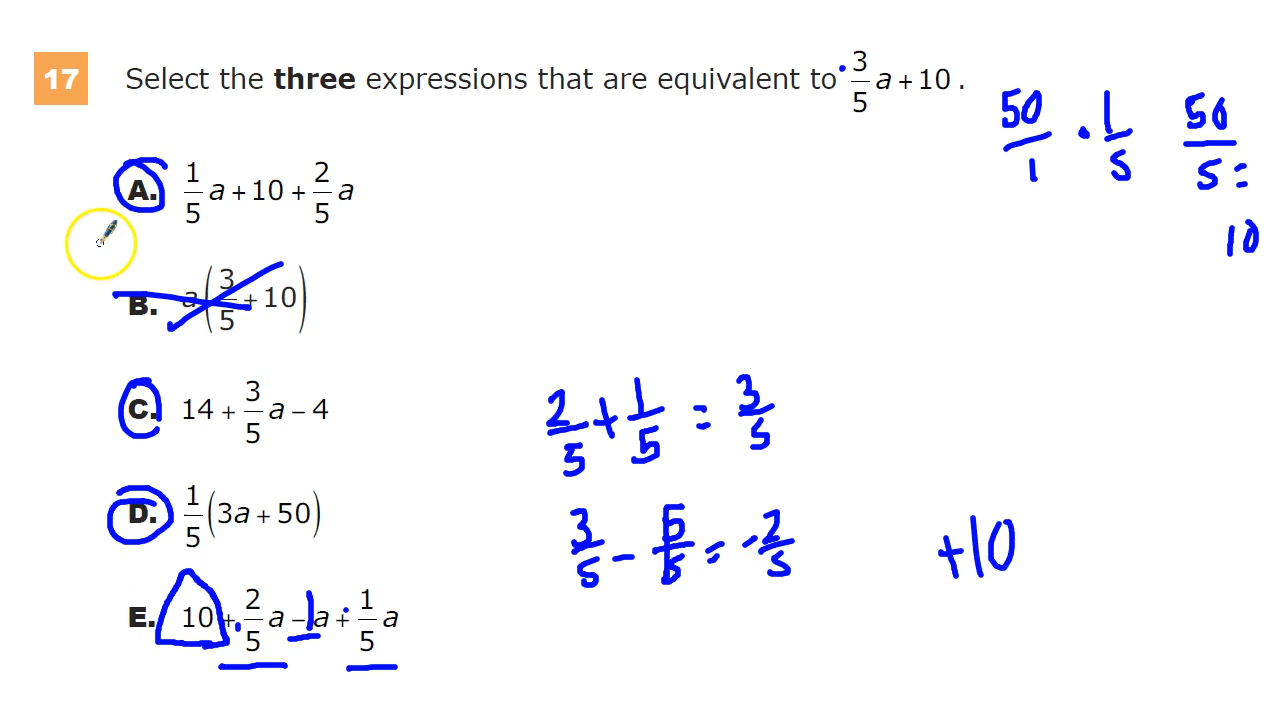 17 Select the three expressions that are equivalent to 3/5 a + 10 .
A. 1/5 a + 10 + 2/5 a
B. a(3/5 + 10)
C. 14 + 3/5 a – 4
D. 1/5 (3a + 50)
E. 10 + 2/5 a – 1a + 1/5 a
50/1 · 1/5 50/5 =
10
2/5 + 1/5 = 3/5
3/5 – 5/5 = -2/5
+10